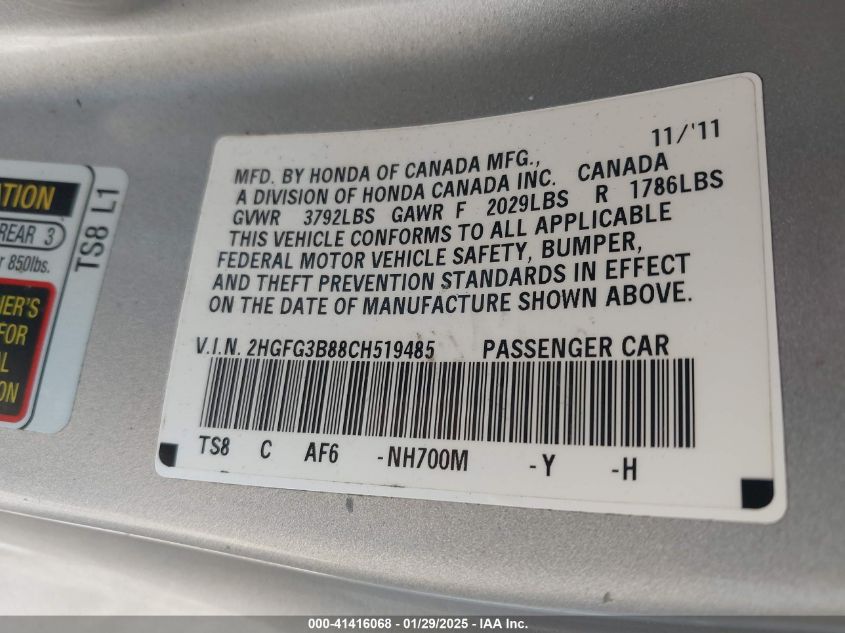 11/'11
MFD. BY HONDA OF CANADA MFG.,
A DIVISION OF HONDA CANADA INC. CANADA
GVWR 3792LBS GAWR F 2029LBS R 1786LBS
THIS VEHICLE CONFORMS TO ALL APPLICABLE
FEDERAL MOTOR VEHICLE SAFETY, BUMPER,
AND THEFT PREVENTION STANDARDS IN EFFECT
ON THE DATE OF MANUFACTURE SHOWN ABOVE.
V.I.N. 2HGFG3B88CH519485 PASSENGER CAR
TS8 C AF6 -NH700M -Y -H
ATION
REAR 3
850lbs.
TS8 L1
ER'S
FOR
ON
000-41416068 - 01/29/2025 - IAA Inc.